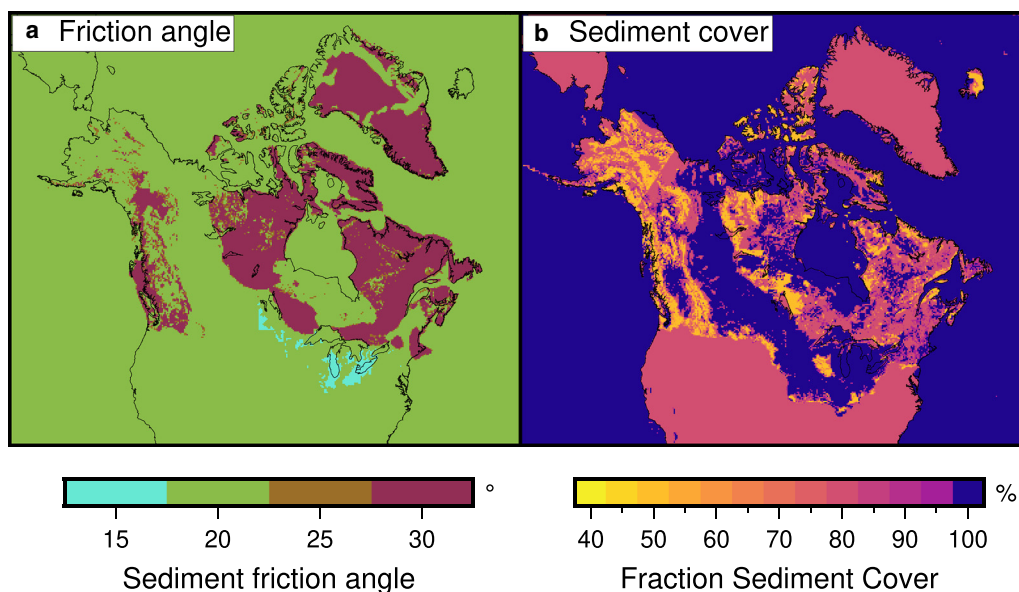 a Friction angle
b Sediment cover
15 20 25 30 °
Sediment friction angle
40 50 60 70 80 90 100 %
Fraction Sediment Cover